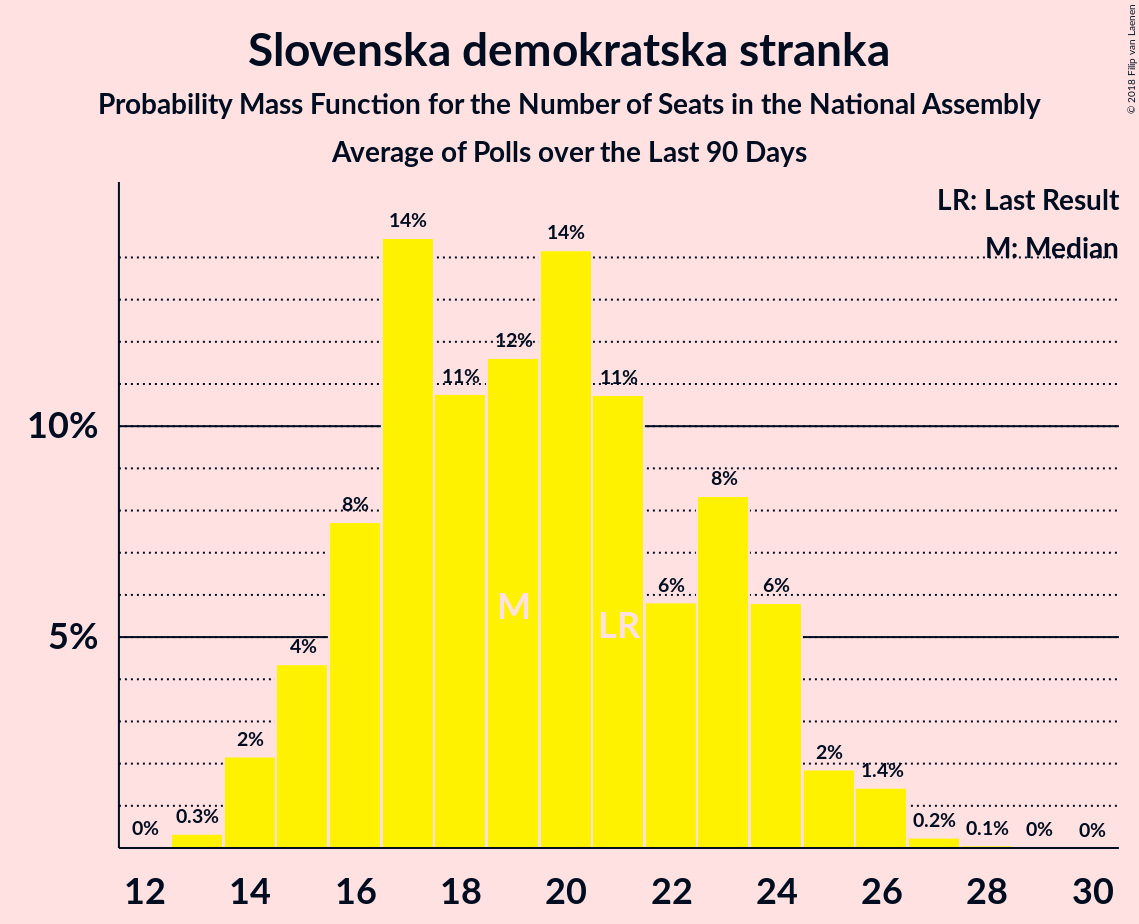 Slovenska demokratska stranka
Probability Mass Function for the Number of Seats in the National Assembly
Average of Polls over the Last 90 Days
© 2018 Filip van Laenen
LR: Last Result
M: Median
10%
5%
0%
0.3%
2%
4%
8%
14%
11%
12%
14%
11%
6%
8%
6%
2%
1.4%
0.2%
0.1%
0%
0%
M
LR
12 14 16 18 20 22 24 26 28 30